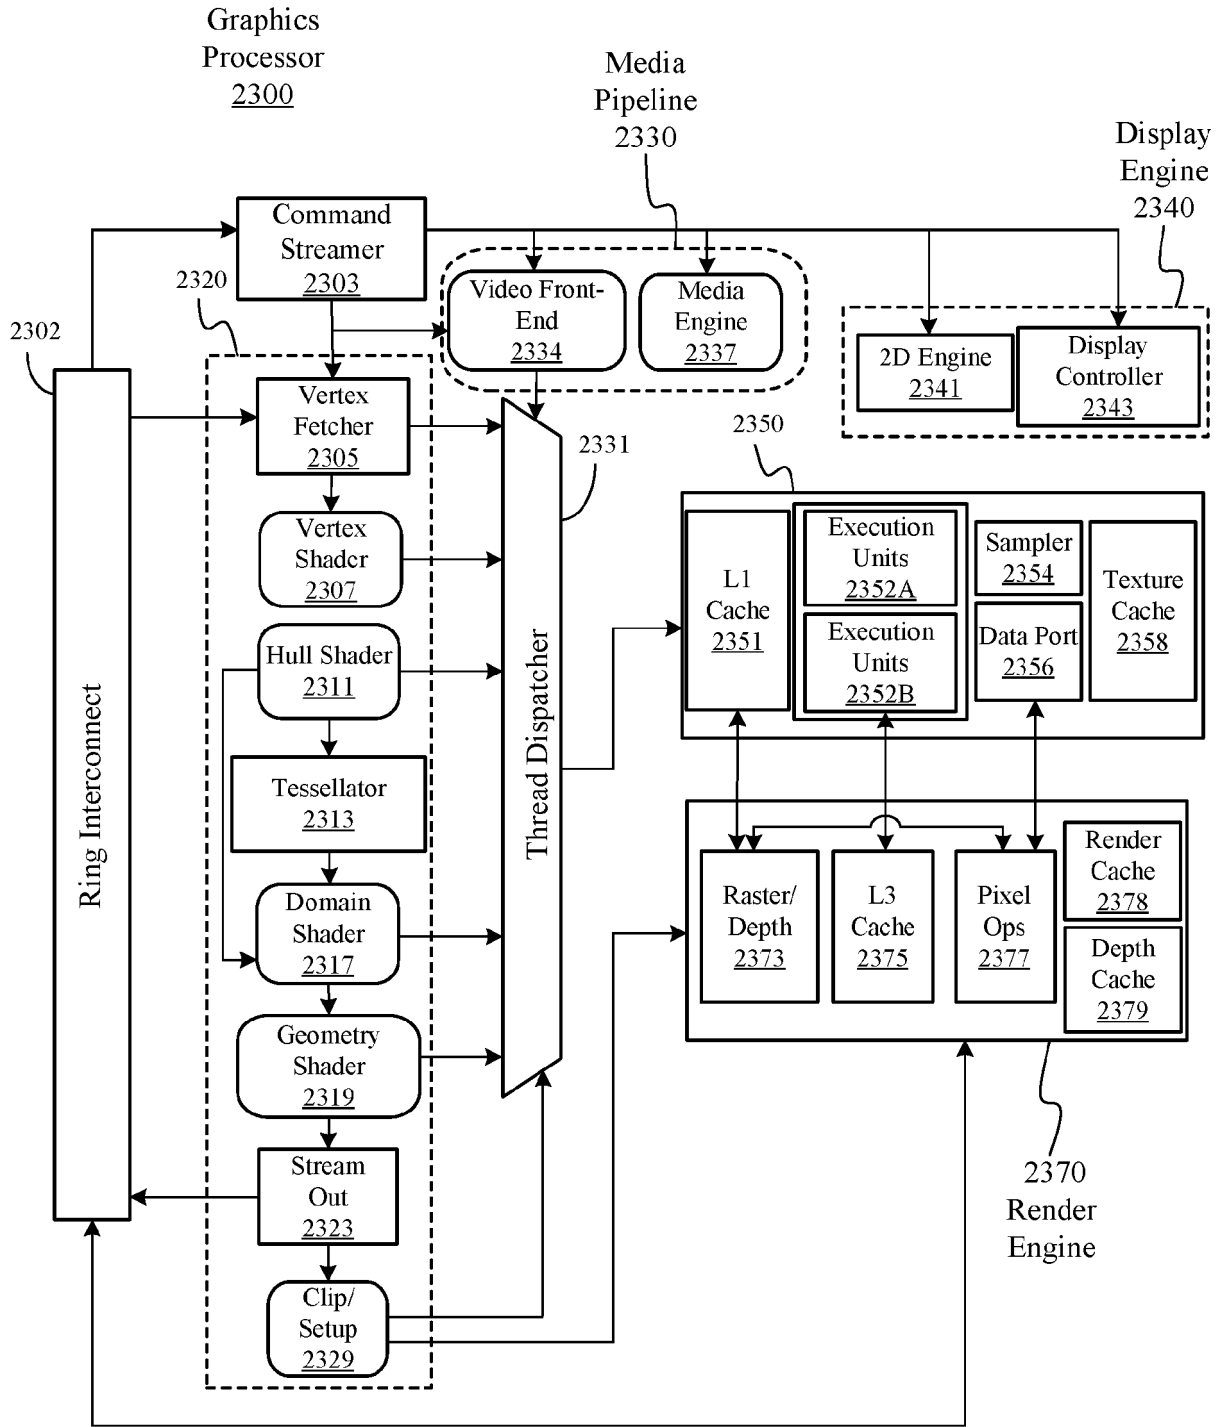 Graphics
Processor
2300
Media
Pipeline
2330
Display
Engine
2340
Command
Streamer
2303
2320
2302
Video Front-
End
2334
Media
Engine
2337
2D Engine
2341
Display
Controller
2343
Vertex
Fetcher
2305
2331
2350
Vertex
Shader
2307
L1
Cache
2351
Execution
Units
2352A
Execution
Units
2352B
Sampler
2354
Data Port
2356
Texture
Cache
2358
Hull Shader
2311
Ring Interconnect
Thread Dispatcher
Tessellator
2313
Domain
Shader
2317
Raster/
Depth
2373
L3
Cache
2375
Pixel
Ops
2377
Render
Cache
2378
Depth
Cache
2379
Geometry
Shader
2319
Stream
Out
2323
2370
Render
Engine
Clip/
Setup
2329